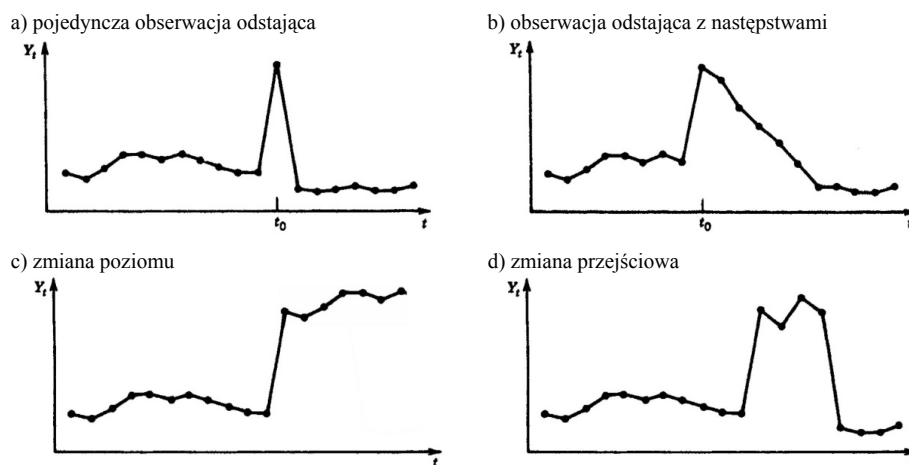 a) pojedyncza obserwacja odstająca
b) obserwacja odstająca z następstwami
Yt
t0
t
Yt
t0
t
c) zmiana poziomu
d) zmiana przejściowa
Yt
t
Yt